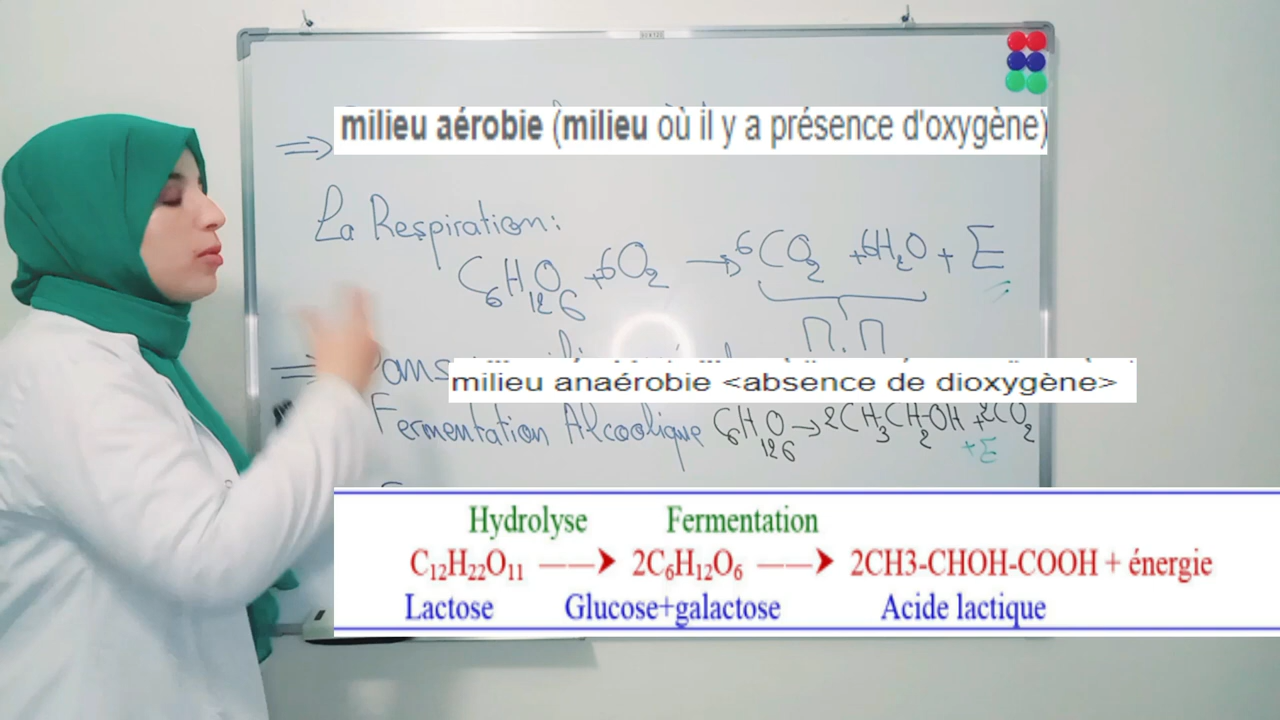 milieu aérobie (milieu où il y a présence d'oxygène)
⇒
La Respiration:
C6H12O6 + 6O2 → 6CO2 + 6H2O + E
⇒ Dans
milieu anaérobie <absence de dioxygène>
Fermentation Alcoolique C6H12O6 → 2CH3CH2OH + 2CO2
+E
Hydrolyse Fermentation
C12H22O11 ——➤ 2C6H12O6 ——➤ 2CH3-CHOH-COOH + énergie
Lactose Glucose+galactose Acide lactique